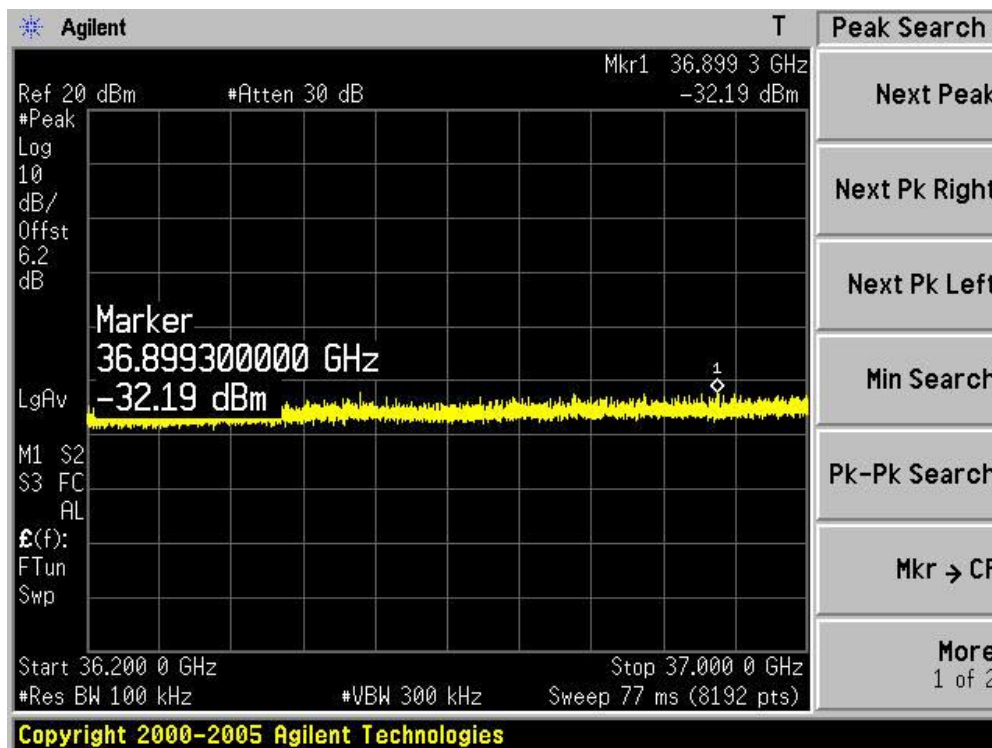 Agilent T Peak Search
Mkr1 36.899 3 GHz
Ref 20 dBm #Atten 30 dB -32.19 dBm
#Peak
Log
10
dB/
Offst
6.2
dB
Marker
36.899300000 GHz
-32.19 dBm
1
LgAv
M1 S2
S3 FC
AL
£(f):
FTun
Swp
Start 36.200 0 GHz Stop 37.000 0 GHz
#Res BW 100 kHz #VBW 300 kHz Sweep 77 ms (8192 pts)
Copyright 2000-2005 Agilent Technologies
Next Peak
Next Pk Right
Next Pk Left
Min Search
Pk-Pk Search
Mkr → CF
More
1 of 2